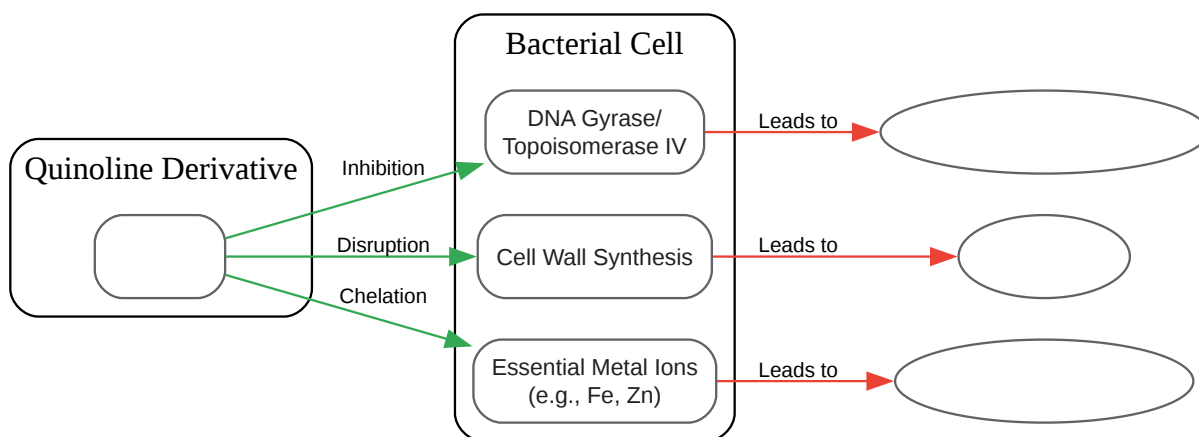 Bacterial Cell
Quinoline Derivative
Inhibition
Disruption
Chelation
DNA Gyrase/
Topoisomerase IV
Leads to
Cell Wall Synthesis
Leads to
Essential Metal Ions
(e.g., Fe, Zn)
Leads to